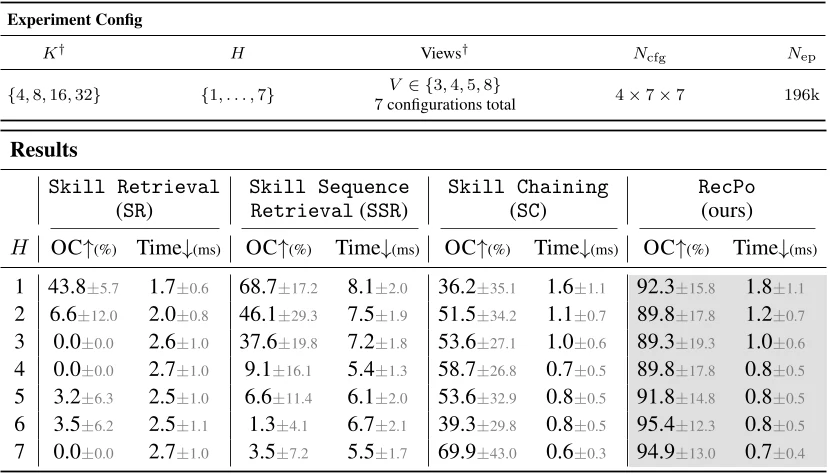 Experiment Config
K† H Views† N_cfg N_ep
{4, 8, 16, 32} {1, . . . , 7} V ∈ {3, 4, 5, 8} 4 × 7 × 7 196k
7 configurations total
Results
Skill Retrieval Skill Sequence Skill Chaining RecPo
(SR) Retrieval (SSR) (SC) (ours)
H OC↑(%) Time↓(ms) OC↑(%) Time↓(ms) OC↑(%) Time↓(ms) OC↑(%) Time↓(ms)
1 43.8±5.7 1.7±0.6 68.7±17.2 8.1±2.0 36.2±35.1 1.6±1.1 92.3±15.8 1.8±1.1
2 6.6±12.0 2.0±0.8 46.1±29.3 7.5±1.9 51.5±34.2 1.1±0.7 89.8±17.8 1.2±0.7
3 0.0±0.0 2.6±1.0 37.6±19.8 7.2±1.8 53.6±27.1 1.0±0.6 89.3±19.3 1.0±0.6
4 0.0±0.0 2.7±1.0 9.1±16.1 5.4±1.3 58.7±26.8 0.7±0.5 89.8±17.8 0.8±0.5
5 3.2±6.3 2.5±1.0 6.6±11.4 6.1±2.0 53.6±32.9 0.8±0.5 91.8±14.8 0.8±0.5
6 3.5±6.2 2.5±1.1 1.3±4.1 6.7±2.1 39.3±29.8 0.8±0.5 95.4±12.3 0.8±0.5
7 0.0±0.0 2.7±1.0 3.5±7.2 5.5±1.7 69.9±43.0 0.6±0.3 94.9±13.0 0.7±0.4